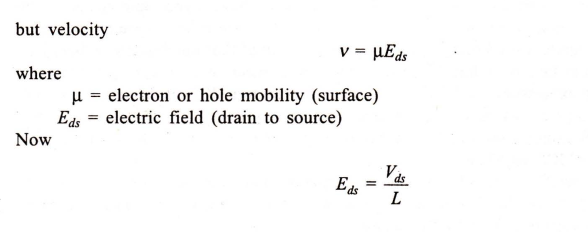 but velocity
v = μE_ds
where
μ = electron or hole mobility (surface)
E_ds = electric field (drain to source)
Now
E_ds = V_ds / L